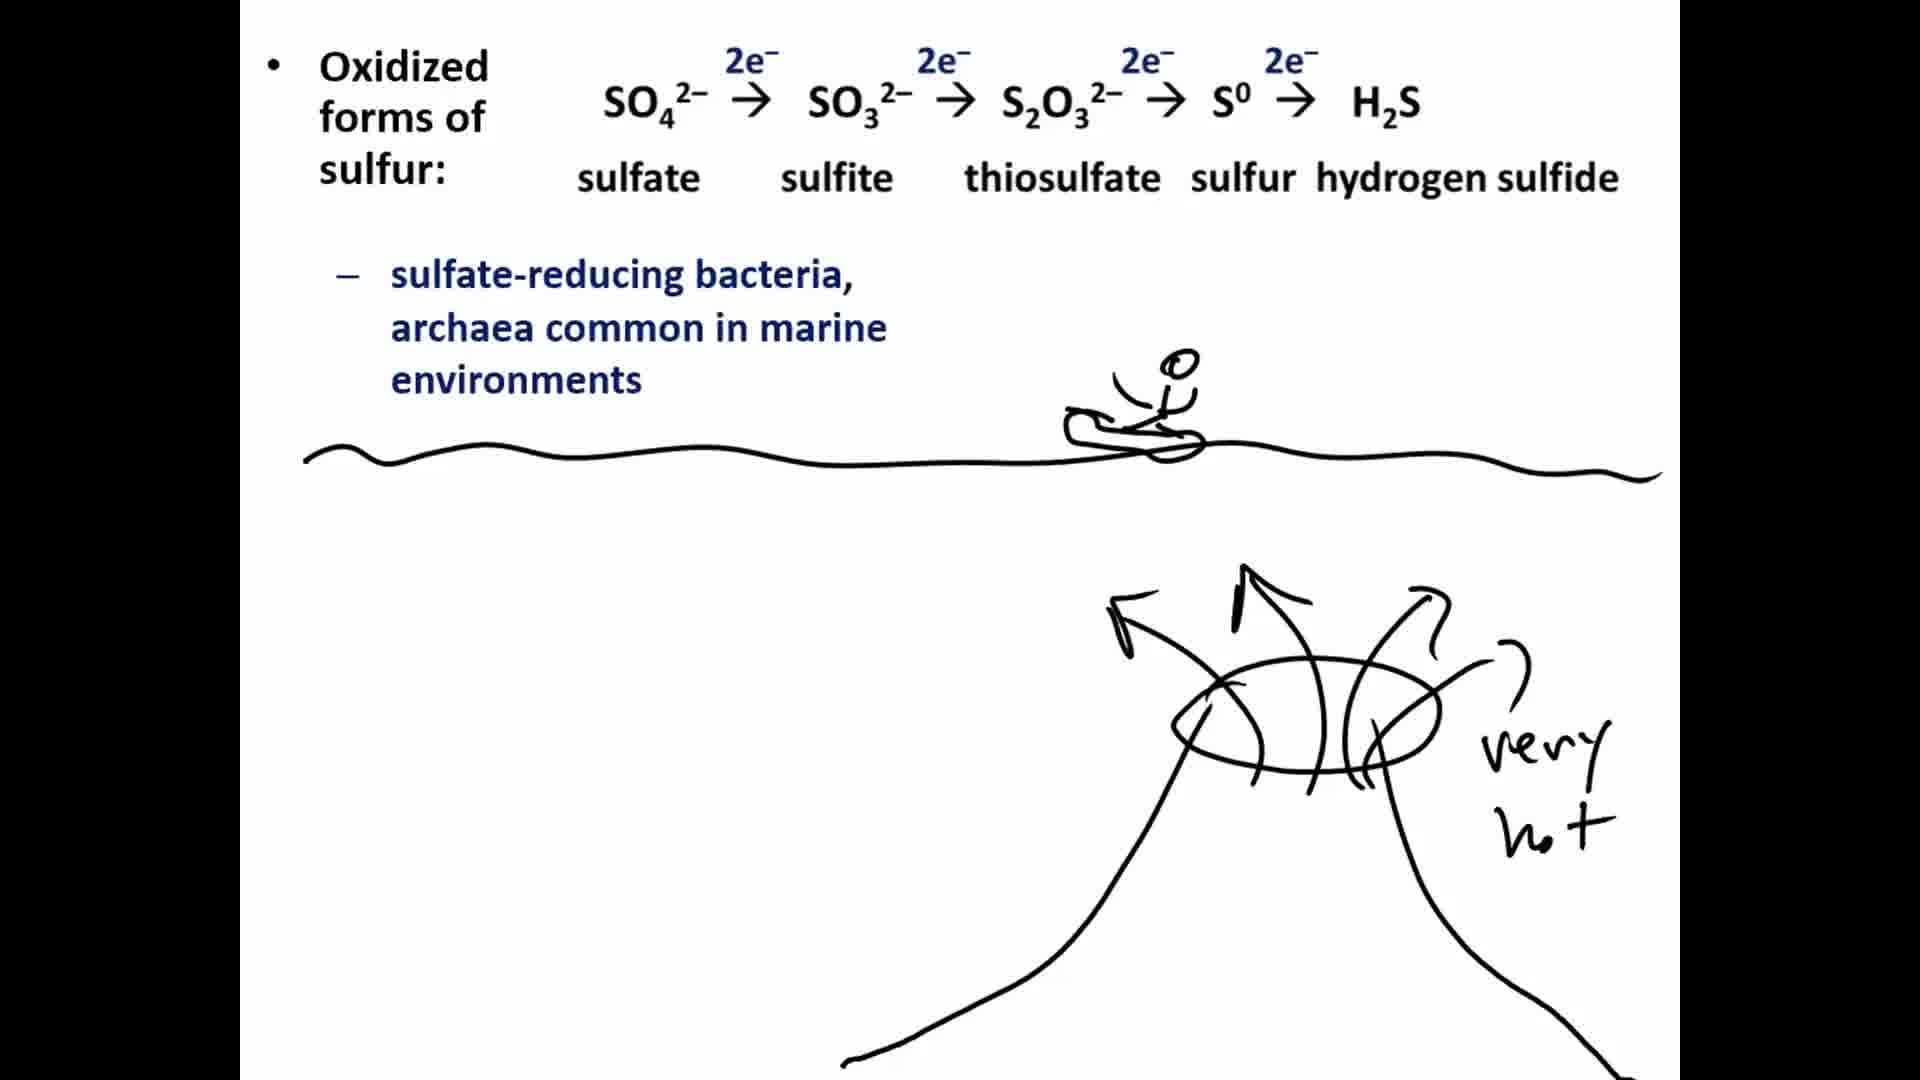 • Oxidized forms of sulfur:
2e⁻ 2e⁻ 2e⁻ 2e⁻
SO₄²⁻ → SO₃²⁻ → S₂O₃²⁻ → S⁰ → H₂S
sulfate sulfite thiosulfate sulfur hydrogen sulfide
– sulfate-reducing bacteria,
archaea common in marine
environments
very
hot